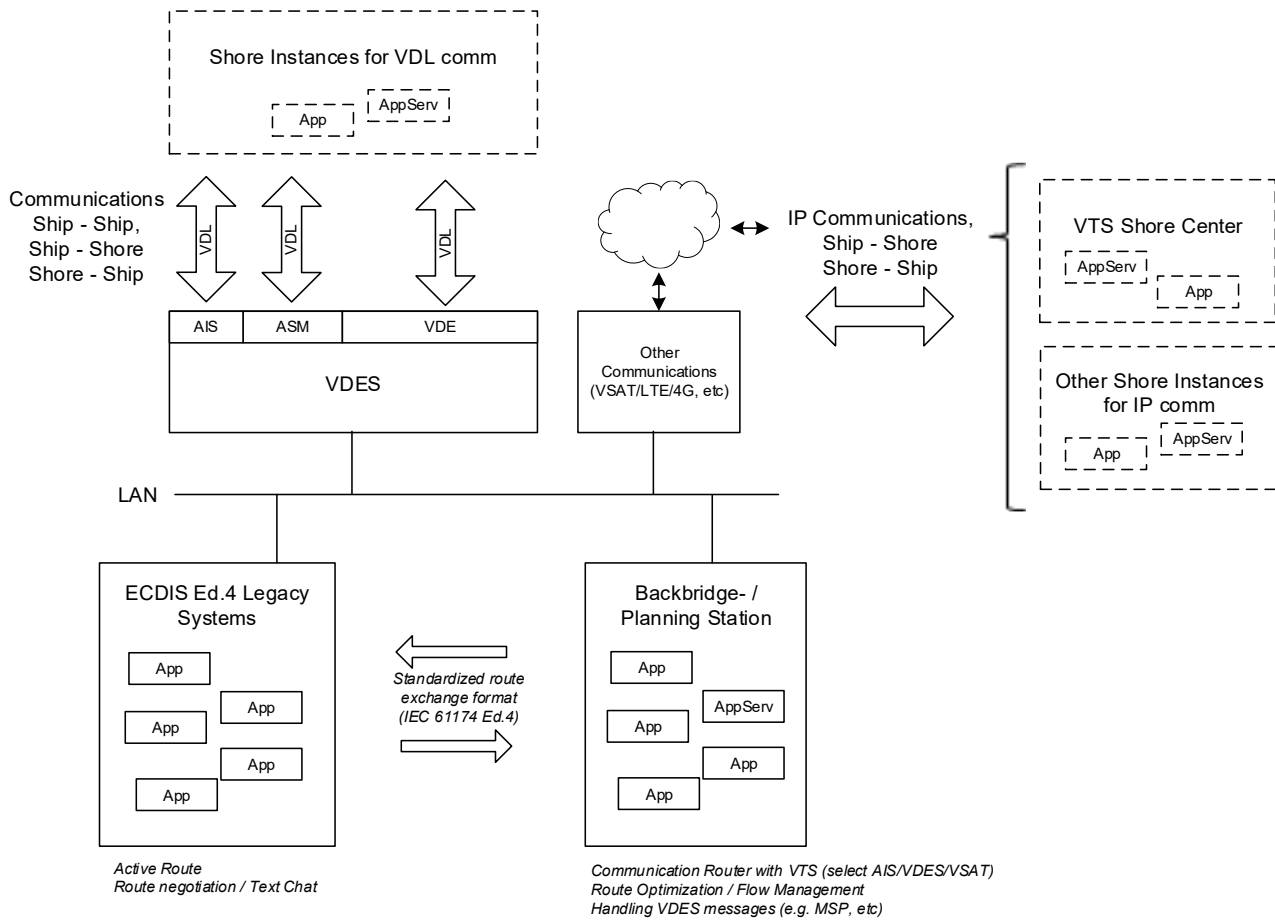 Shore Instances for VDL comm
App
AppServ
Communications
Ship - Ship,
Ship - Shore
Shore - Ship
VDL
VDL
VDL
IP Communications,
Ship - Shore
Shore - Ship
VTS Shore Center
AppServ
App
Other Shore Instances
for IP comm
App
AppServ
AIS
ASM
VDE
VDES
Other
Communications
(VSAT/LTE/4G, etc)
LAN
ECDIS Ed.4 Legacy
Systems
App
App
App
App
App
Standardized route
exchange format
(IEC 61174 Ed.4)
Backbridge- /
Planning Station
App
AppServ
App
App
App
Active Route
Route negotiation / Text Chat
Communication Router with VTS (select AIS/VDES/VSAT)
Route Optimization / Flow Management
Handling VDES messages (e.g. MSP, etc)